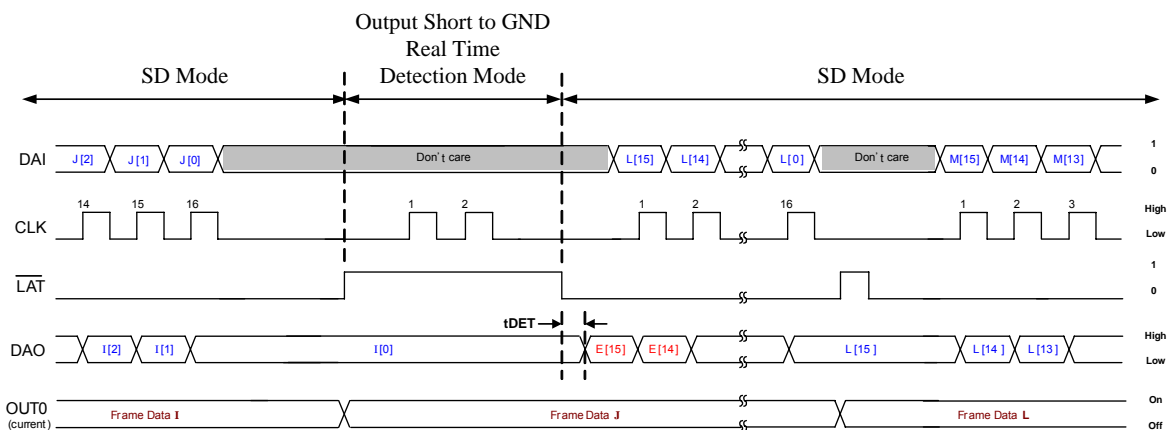 Output Short to GND
Real Time
Detection Mode
SD Mode
SD Mode
DAI J[2] J[1] J[0] Don't care L[15] L[14] L[0] Don't care M[15] M[14] M[13] 1
0
14 15 16 1 2 1 2 16 1 2 3
CLK High
Low
LAT 1
0
tDET
DAO I[2] I[1] I[0] E[15] E[14] L[15] L[14] L[13] High
Low
OUT0 (current) Frame Data I Frame Data J Frame Data L On
Off